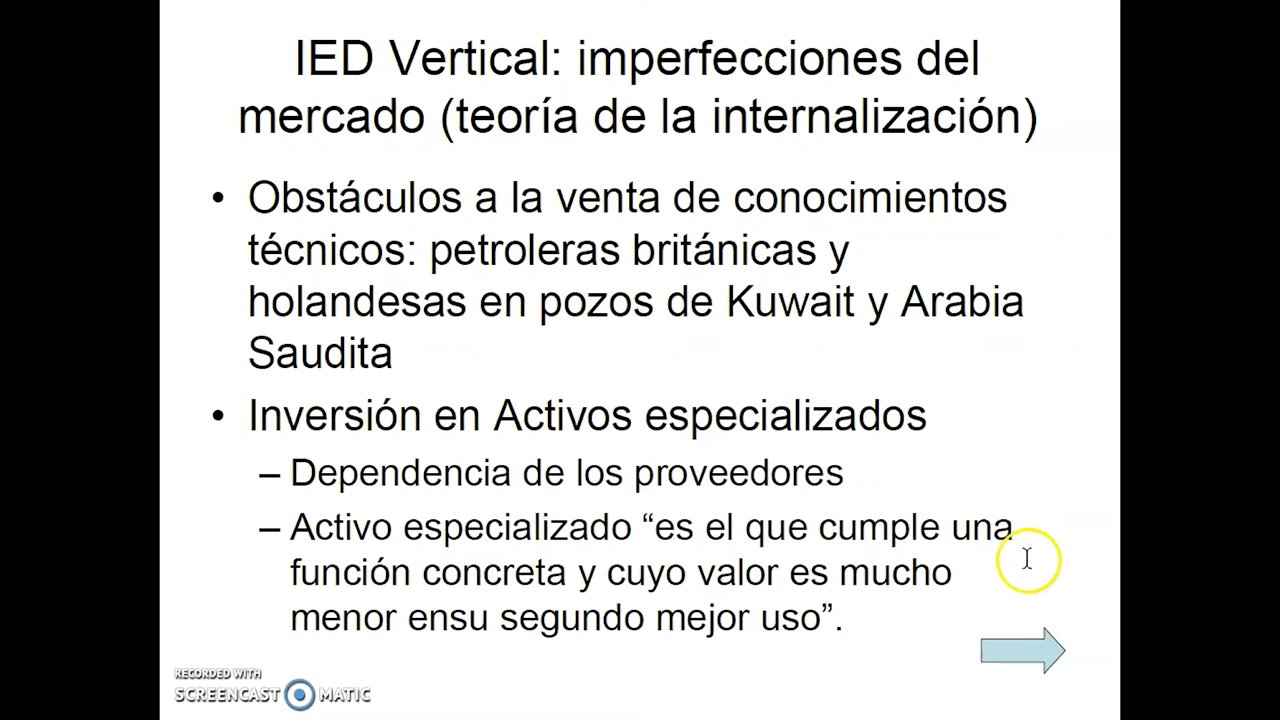 IED Vertical: imperfecciones del
mercado (teoría de la internalización)
• Obstáculos a la venta de conocimientos
técnicos: petroleras británicas y
holandesas en pozos de Kuwait y Arabia
Saudita
• Inversión en Activos especializados
– Dependencia de los proveedores
– Activo especializado “es el que cumple una
función concreta y cuyo valor es mucho
menor ensu segundo mejor uso”.
RECORDED WITH
SCREENCAST MATIC